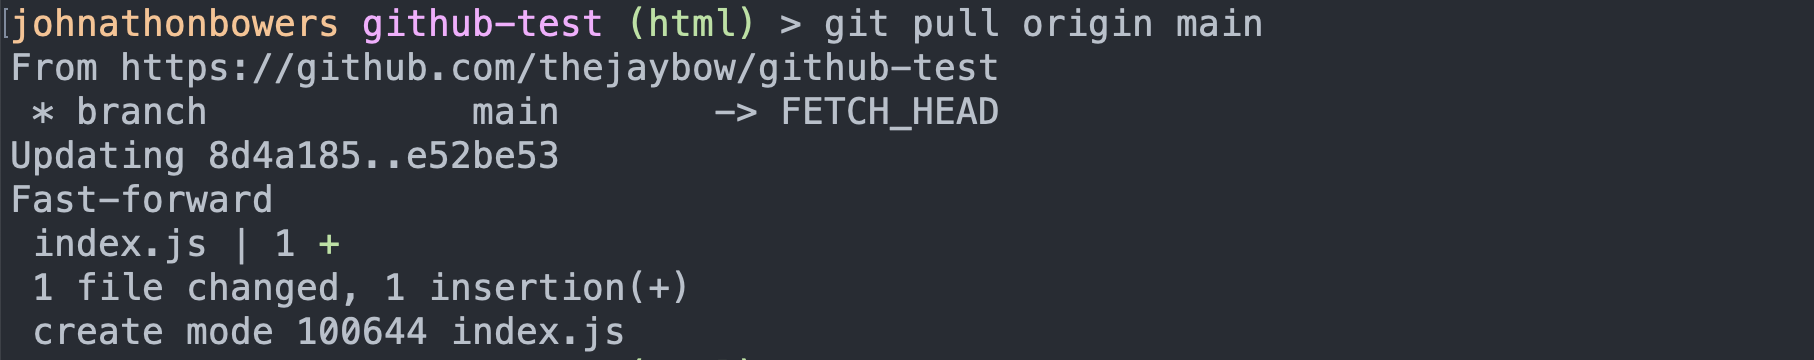 johnathonbowers github-test (html) > git pull origin main
From https://github.com/thejaybow/github-test
 * branch            main       -> FETCH_HEAD
Updating 8d4a185..e52be53
Fast-forward
 index.js | 1 +
 1 file changed, 1 insertion(+)
 create mode 100644 index.js